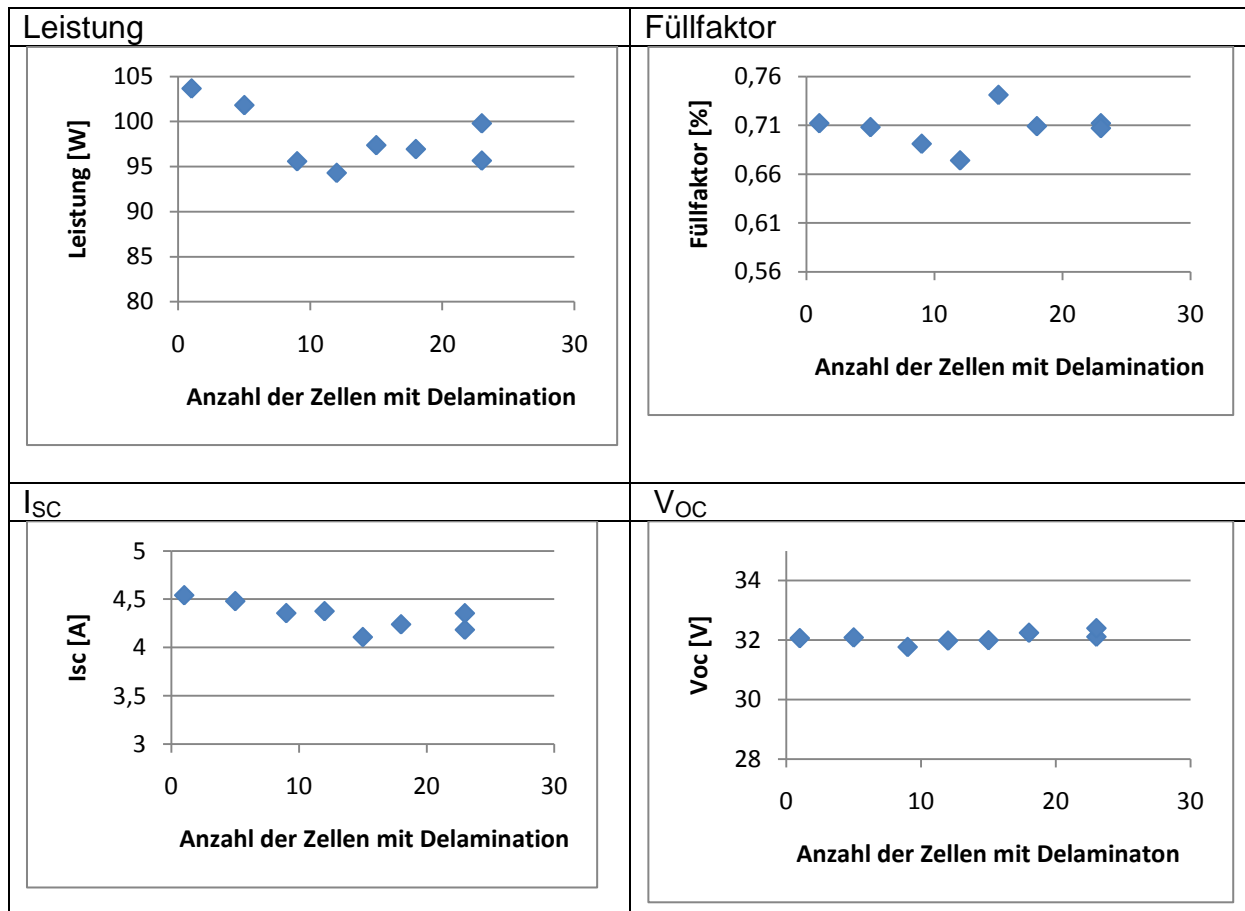 Leistung
Füllfaktor
105
100
95
90
85
80
Leistung [W]
0 10 20 30
Anzahl der Zellen mit Delamination
0,76
0,71
0,66
0,61
0,56
Füllfaktor [%]
0 10 20 30
Anzahl der Zellen mit Delamination
ISC
VOC
5
4,5
4
3,5
3
Isc [A]
0 10 20 30
Anzahl der Zellen mit Delamination
34
32
30
28
Voc [V]
0 10 20 30
Anzahl der Zellen mit Delaminaton